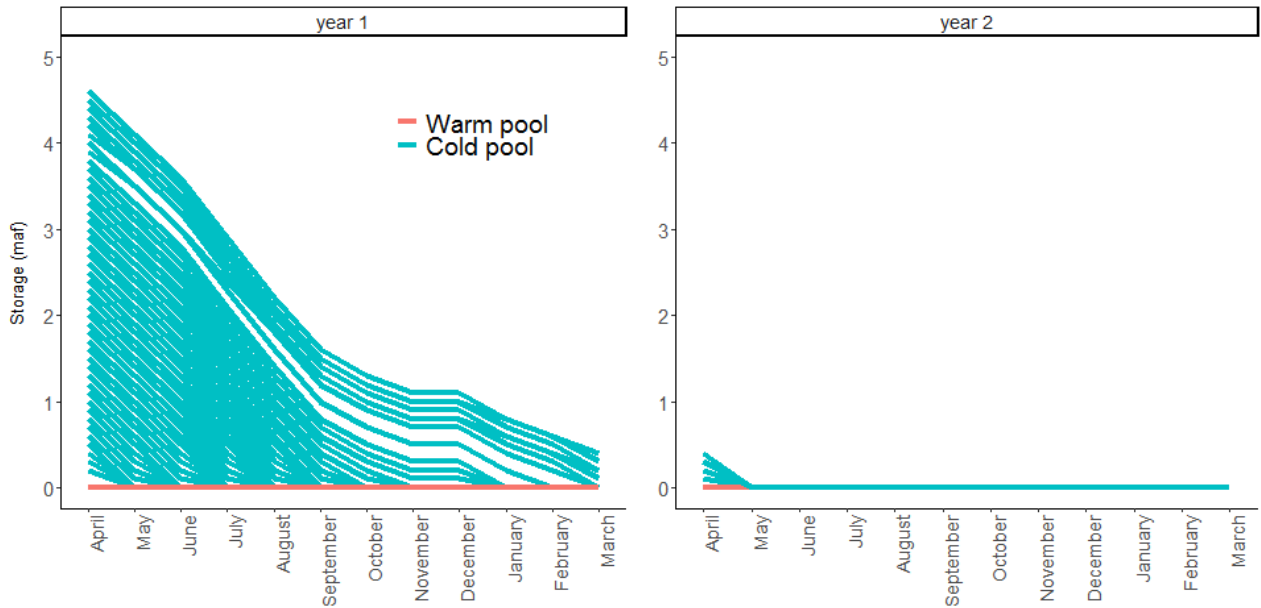 year 1
year 2
Storage (maf)
5
4
3
2
1
0
Warm pool
Cold pool
April
May
June
July
August
September
October
November
December
January
February
March
5
4
3
2
1
0
April
May
June
July
August
September
October
November
December
January
February
March